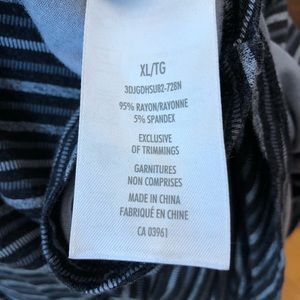 XL/TG
3DJGDHSU82-728N
95% RAYON/RAYONNE
5% SPANDEX
EXCLUSIVE
OF TRIMMINGS
GARNITURES
NON COMPRISES
MADE IN CHINA
FABRIQUÉ EN CHINE
CA 03961